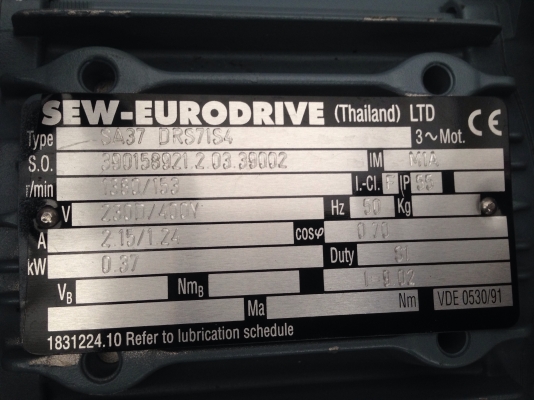 SEW-EURODRIVE (Thailand) LTD CE
Type SA37 DRS71S4 3~Mot.
S.O. 390158921.2.03.39002 IM M1A
r/min 1380/153 I.-Cl. F IP 55
V 230D/400Y Hz 50 Kg
A 2.15/1.24 cosφ 0.70
kW 0.37 Duty S1
VB NmB i 9.02
Ma Nm VDE 0530/91
1831224.10 Refer to lubrication schedule